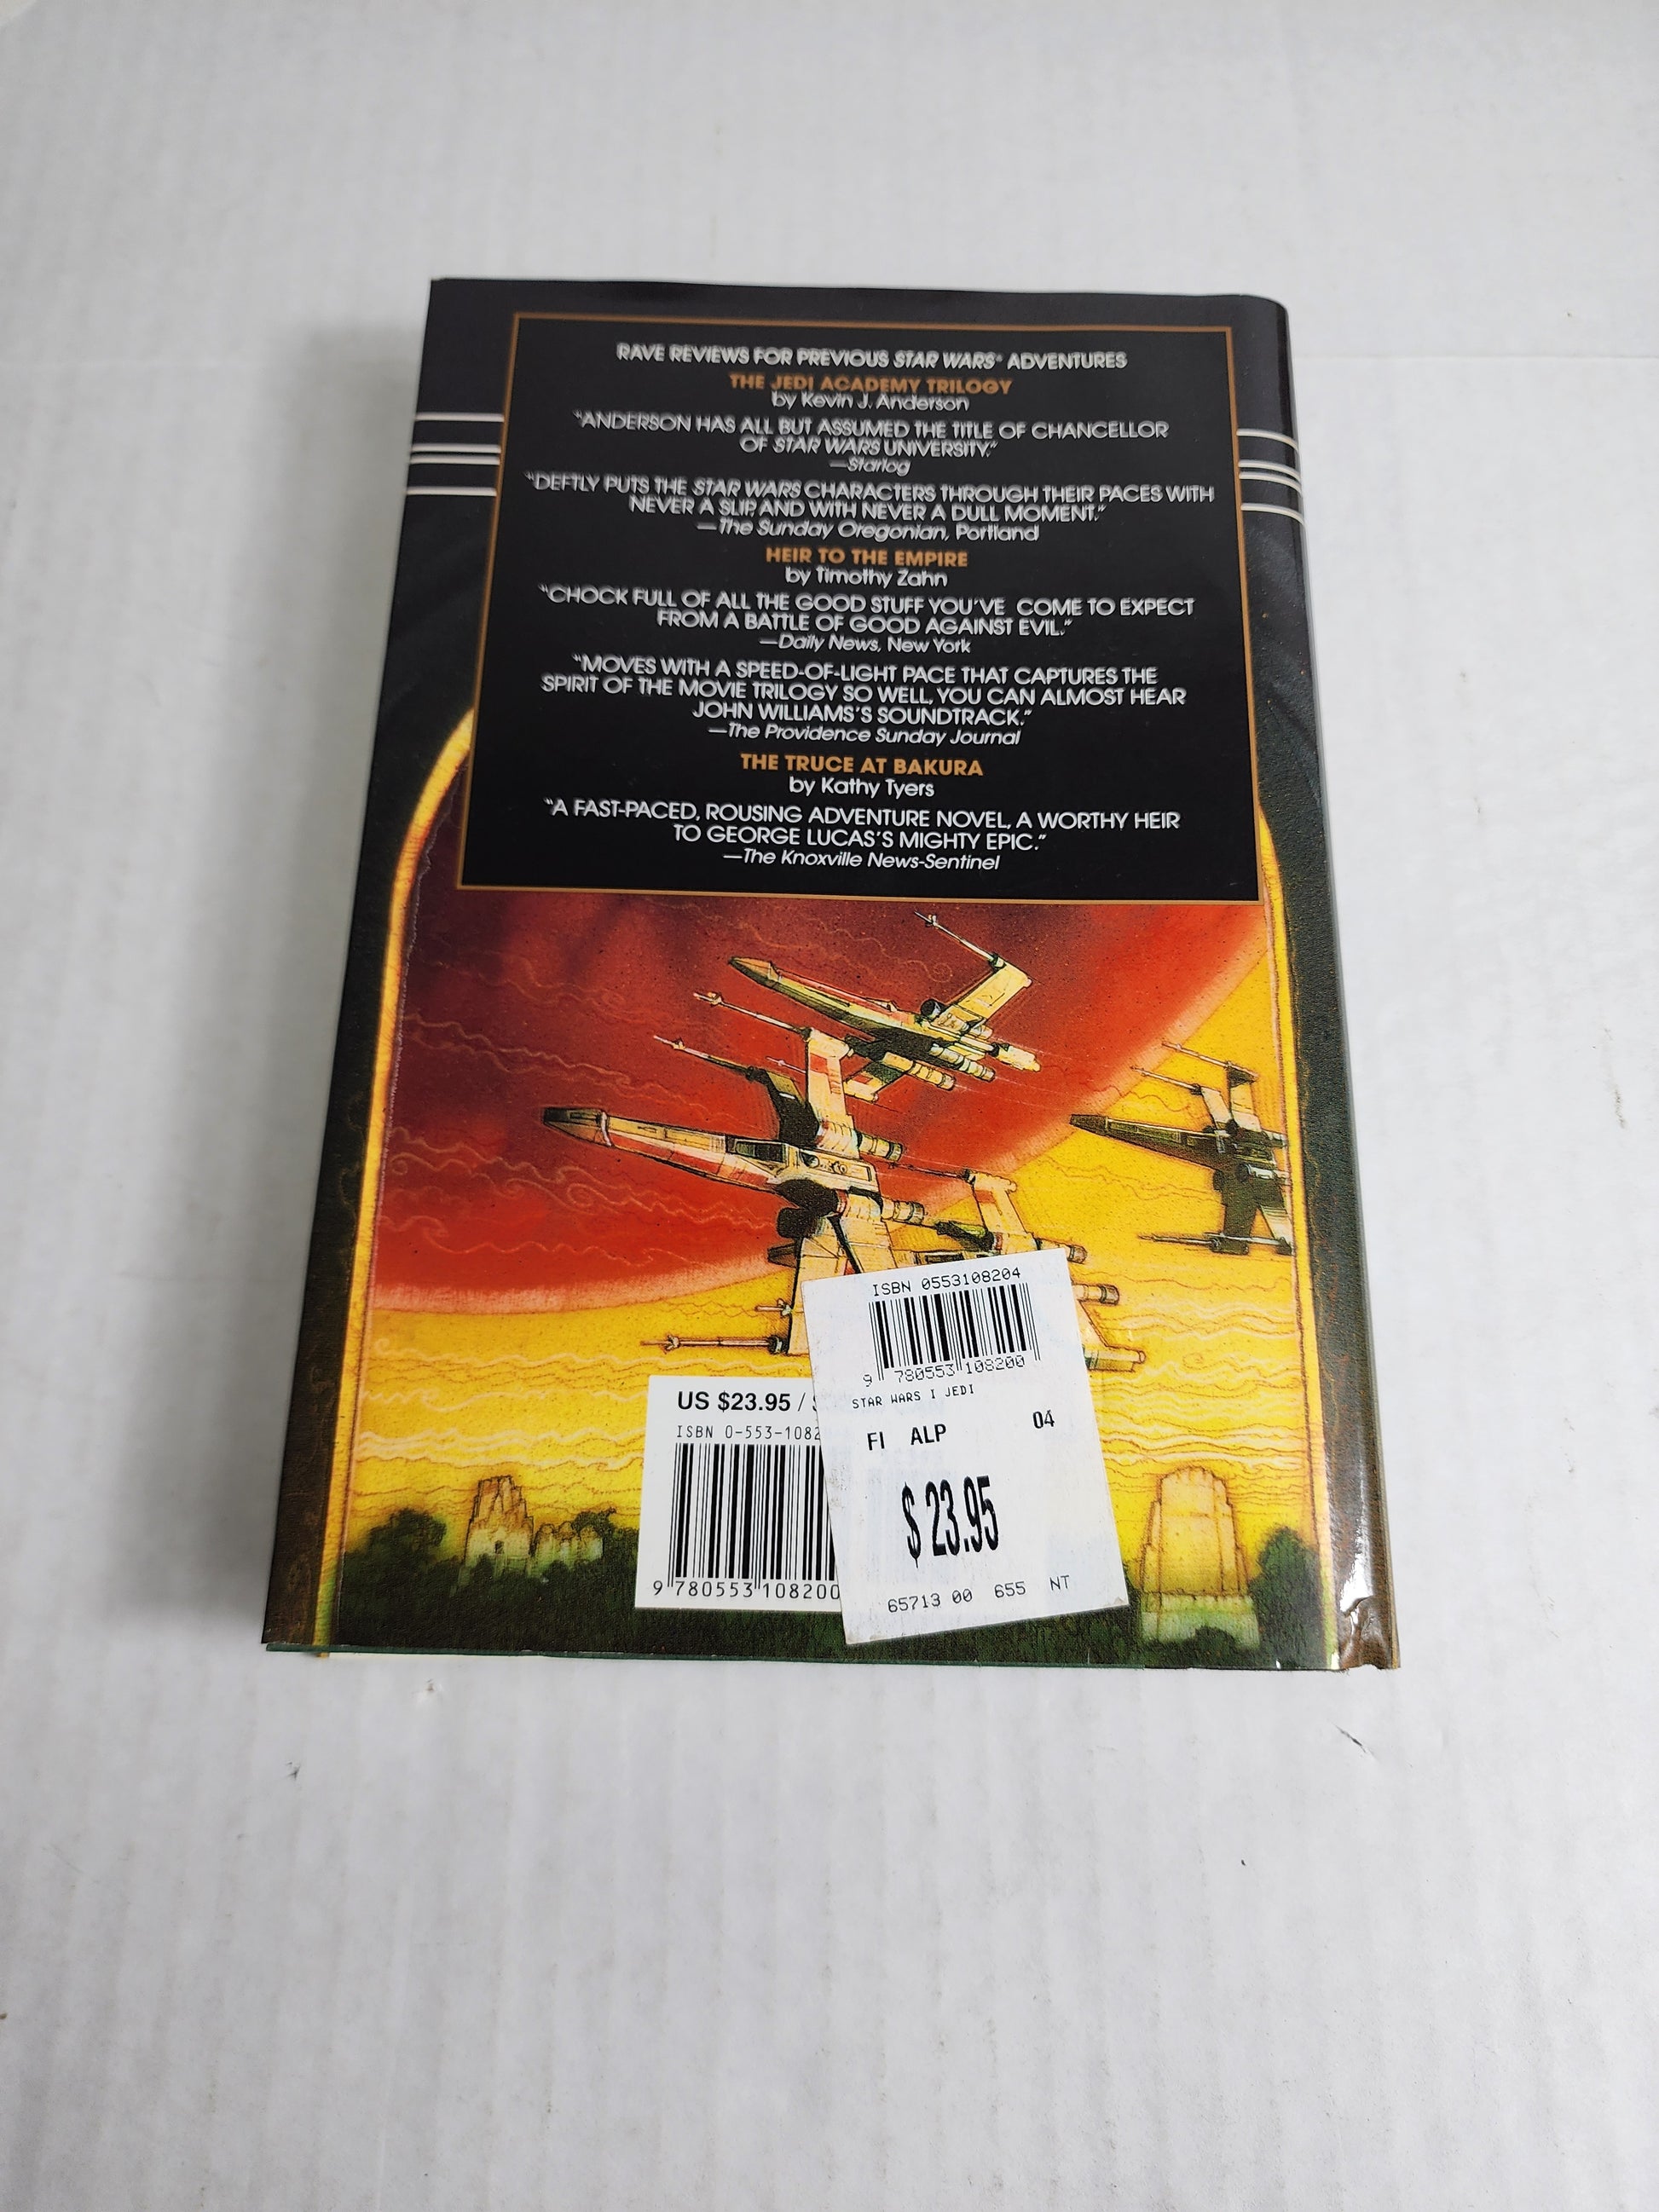 RAVE REVIEWS FOR PREVIOUS STAR WARS® ADVENTURES
THE JEDI ACADEMY TRILOGY
by Kevin J. Anderson
"ANDERSON HAS ALL BUT ASSUMED THE TITLE OF CHANCELLOR
OF STAR WARS UNIVERSITY."
—Starlog
"DEFTLY PUTS THE STAR WARS CHARACTERS THROUGH THEIR PACES WITH
NEVER A SLIP AND WITH NEVER A DULL MOMENT."
—The Sunday Oregonian, Portland
HEIR TO THE EMPIRE
by Timothy Zahn
"CHOCK FULL OF ALL THE GOOD STUFF YOU'VE COME TO EXPECT
FROM A BATTLE OF GOOD AGAINST EVIL."
—Daily News, New York
"MOVES WITH A SPEED-OF-LIGHT PACE THAT CAPTURES THE
SPIRIT OF THE MOVIE TRILOGY SO WELL, YOU CAN ALMOST HEAR
JOHN WILLIAMS'S SOUNDTRACK."
—The Providence Sunday Journal
THE TRUCE AT BAKURA
by Kathy Tyers
"A FAST-PACED, ROUSING ADVENTURE NOVEL, A WORTHY HEIR
TO GEORGE LUCAS'S MIGHTY EPIC."
—The Knoxville News-Sentinel
ISBN 0553108204
9 780553 108200
STAR WARS I JEDI
FI ALP 04
$ 23.95
65713 00 655 NT
US $23.95 /
ISBN 0-553-1082
9 780553 108200